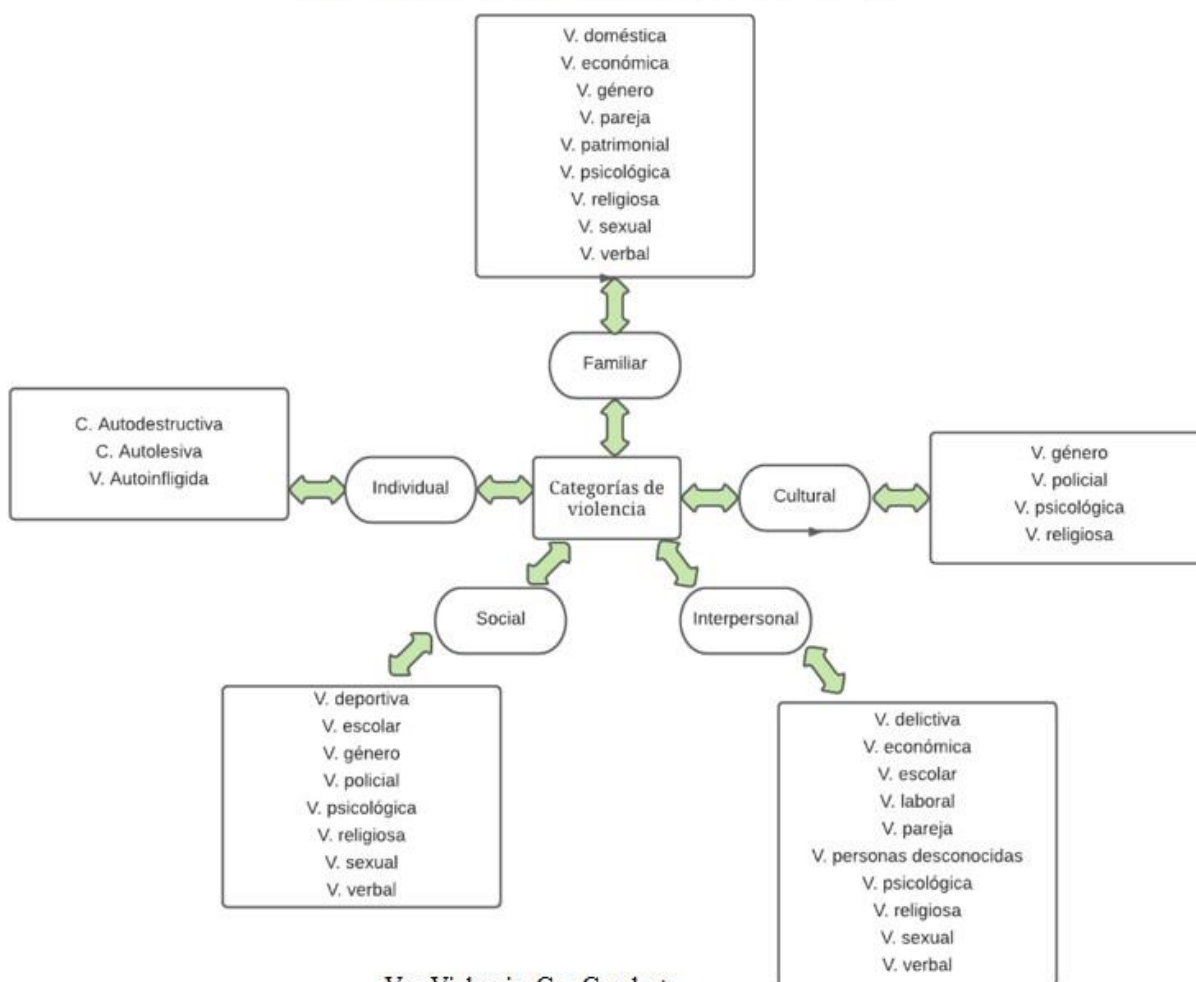 V. doméstica
V. económica
V. género
V. pareja
V. patrimonial
V. psicológica
V. religiosa
V. sexual
V. verbal
Familiar
C. Autodestructiva
C. Autolesiva
V. Autoinfligida
Individual
Categorías de
violencia
Cultural
V. género
V. policial
V. psicológica
V. religiosa
Social
Interpersonal
V. deportiva
V. escolar
V. género
V. policial
V. psicológica
V. religiosa
V. sexual
V. verbal
V. delictiva
V. económica
V. escolar
V. laboral
V. pareja
V. personas desconocidas
V. psicológica
V. religiosa
V. sexual
V. verbal